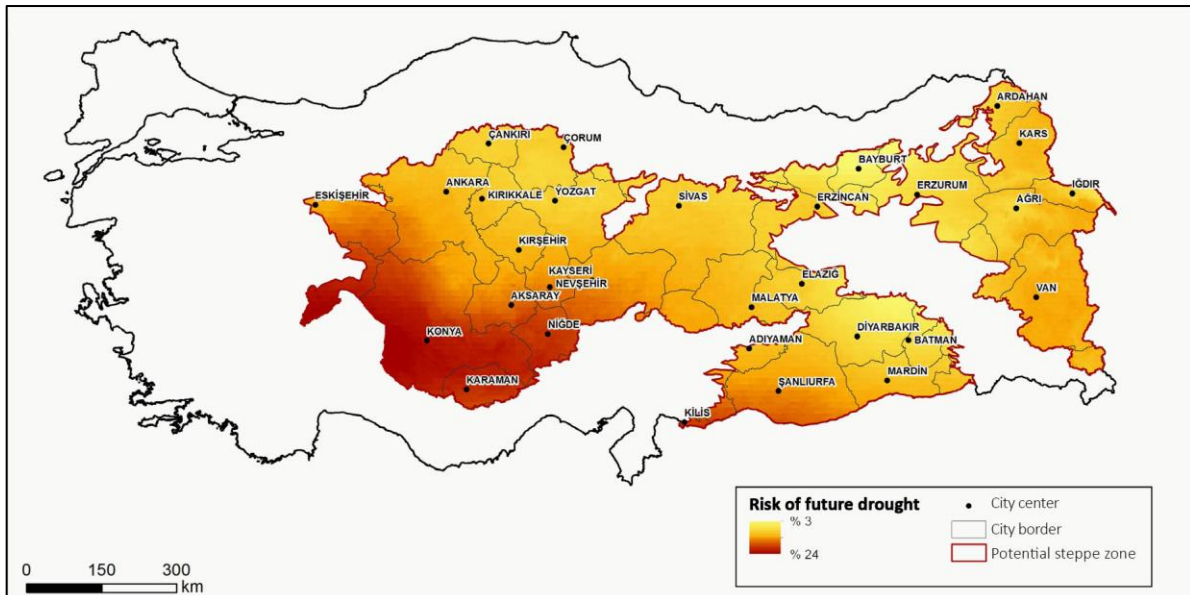 ARDAHAN
KARS
ÇANKIRI
ÇORUM
BAYBURT
ANKARA
KIRIKKALE
YOZGAT
ESKİŞEHİR
SİVAS
ERZİNCAN
ERZURUM
IĞDIR
AĞRI
KIRŞEHİR
KAYSERİ
NEVŞEHİR
AKSARAY
ELAZIĞ
MALATYA
VAN
KONYA
NİĞDE
DİYARBAKIR
BATMAN
ADIYAMAN
KARAMAN
ŞANLIURFA
MARDİN
KİLİS
Risk of future drought
% 3
% 24
City center
City border
Potential steppe zone
0 150 300
km